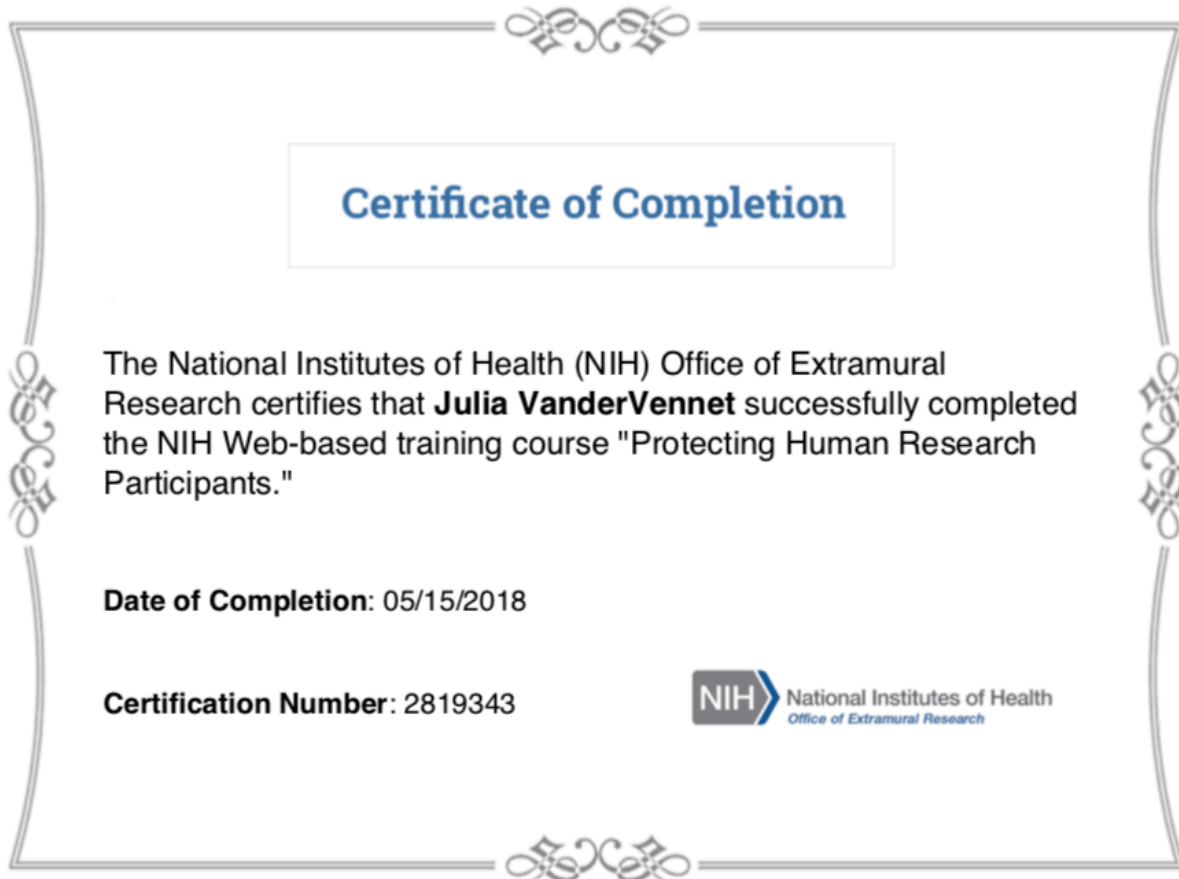 Certificate of Completion
The National Institutes of Health (NIH) Office of Extramural
Research certifies that Julia VanderVennet successfully completed
the NIH Web-based training course "Protecting Human Research
Participants."
Date of Completion: 05/15/2018
Certification Number: 2819343
NIH National Institutes of Health
Office of Extramural Research